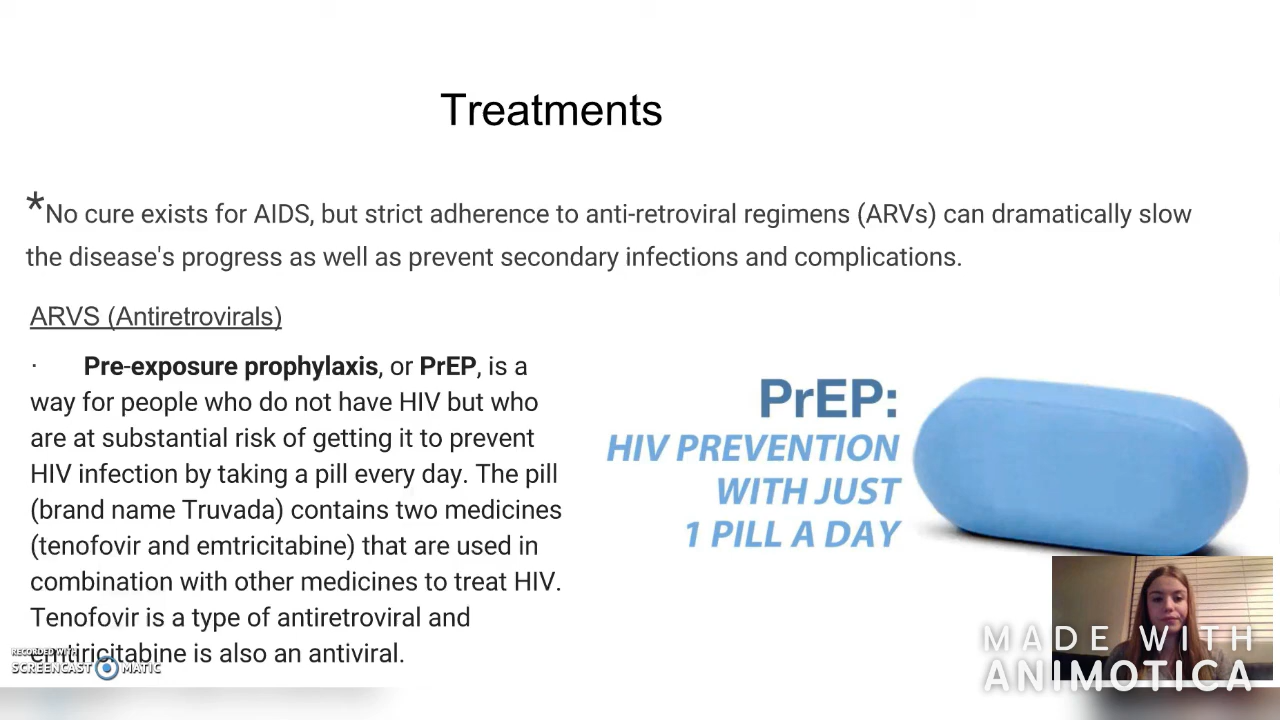 Treatments
*No cure exists for AIDS, but strict adherence to anti-retroviral regimens (ARVs) can dramatically slow
the disease's progress as well as prevent secondary infections and complications.
ARVS (Antiretrovirals)
· Pre-exposure prophylaxis, or PrEP, is a
way for people who do not have HIV but who
are at substantial risk of getting it to prevent
HIV infection by taking a pill every day. The pill
(brand name Truvada) contains two medicines
(tenofovir and emtricitabine) that are used in
combination with other medicines to treat HIV.
Tenofovir is a type of antiretroviral and
emtiricitabine is also an antiviral.
PrEP:
HIV PREVENTION
WITH JUST
1 PILL A DAY
RECORDED WITH
SCREENCAST MATIC
MADE WITH
ANIMOTICA